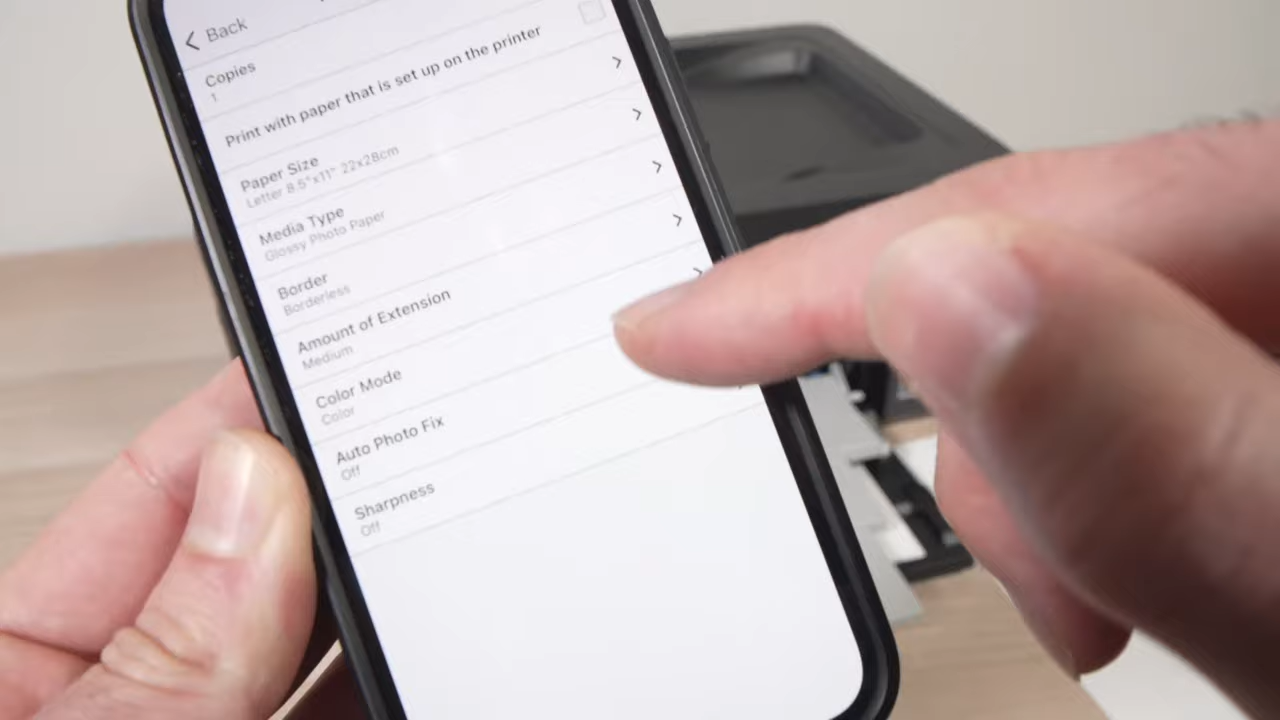 Back
Copies
1
Print with paper that is set up on the printer
Paper Size
Letter 8.5"x11" 22x28cm
Media Type
Glossy Photo Paper
Border
Borderless
Amount of Extension
Medium
Color Mode
Color
Auto Photo Fix
Off
Sharpness
Off